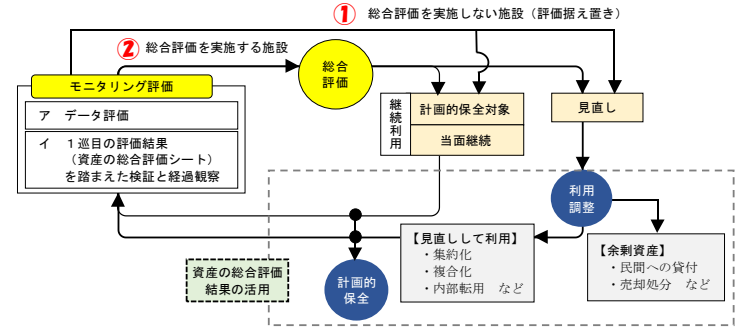 ① 総合評価を実施しない施設（評価据え置き）
② 総合評価を実施する施設
総合
評価
モニタリング評価
ア　データ評価
イ　１巡目の評価結果
（資産の総合評価シート）
を踏まえた検証と経過観察
継続利用
計画的保全対象
当面継続
見直し
利用
調整
【見直しして利用】
・集約化
・複合化
・内部転用　など
【余剰資産】
・民間への貸付
・売却処分　など
資産の総合評価
結果の活用
計画的
保全